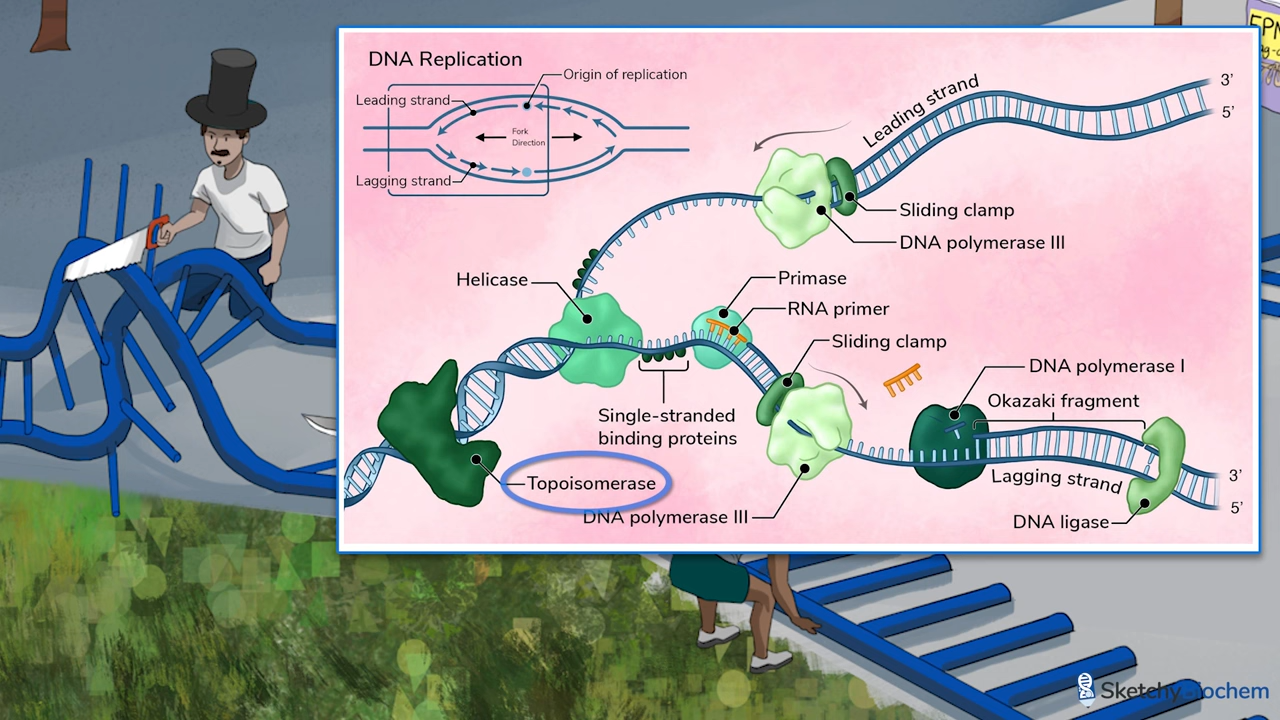 DNA Replication
Origin of replication
Leading strand
Fork
Direction
Lagging strand
Leading strand
3'
5'
Sliding clamp
DNA polymerase III
Helicase
Primase
RNA primer
Sliding clamp
DNA polymerase I
Okazaki fragment
Single-stranded
binding proteins
Topoisomerase
DNA polymerase III
Lagging strand
3'
5'
DNA ligase
SketchyBiochem